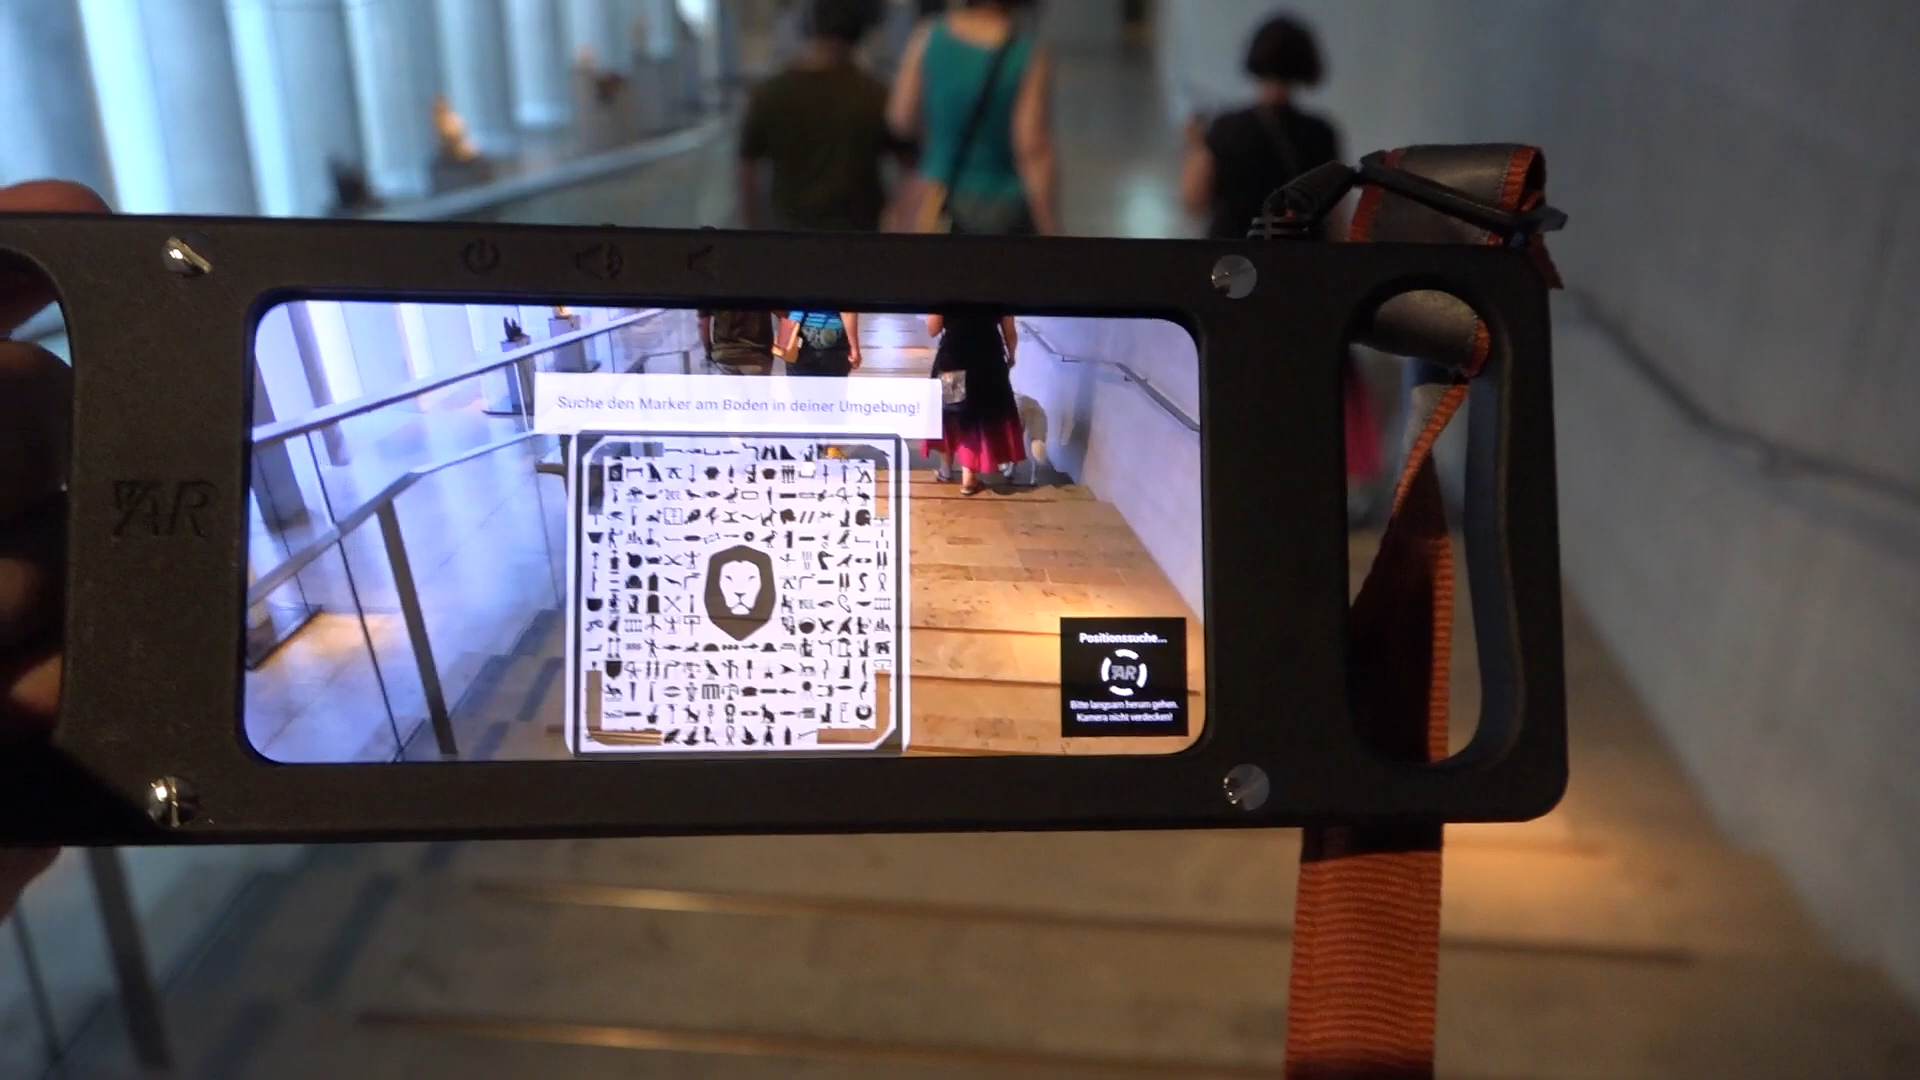 Suche den Marker am Boden in deiner Umgebung!
AR
Positionssuche...
AR
Bitte langsam herum gehen.
Kamera nicht verdecken!